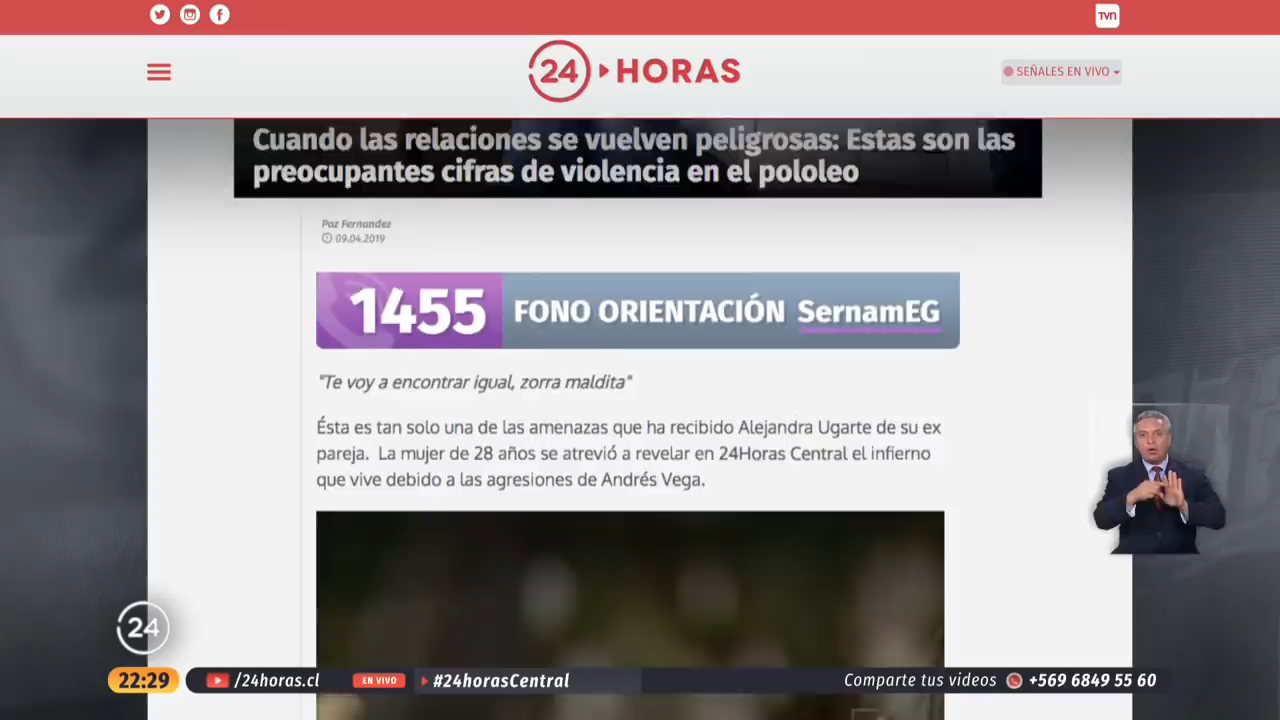 TVN
24 HORAS
SEÑALES EN VIVO
Cuando las relaciones se vuelven peligrosas: Estas son las
preocupantes cifras de violencia en el pololeo
Paz Fernandez
09.04.2019
1455 FONO ORIENTACIÓN SernamEG
"Te voy a encontrar igual, zorra maldita"
Ésta es tan solo una de las amenazas que ha recibido Alejandra Ugarte de su ex
pareja. La mujer de 28 años se atrevió a revelar en 24Horas Central el infierno
que vive debido a las agresiones de Andrés Vega.
24
22:29 /24horas.cl EN VIVO #24horasCentral Comparte tus videos +569 6849 55 60